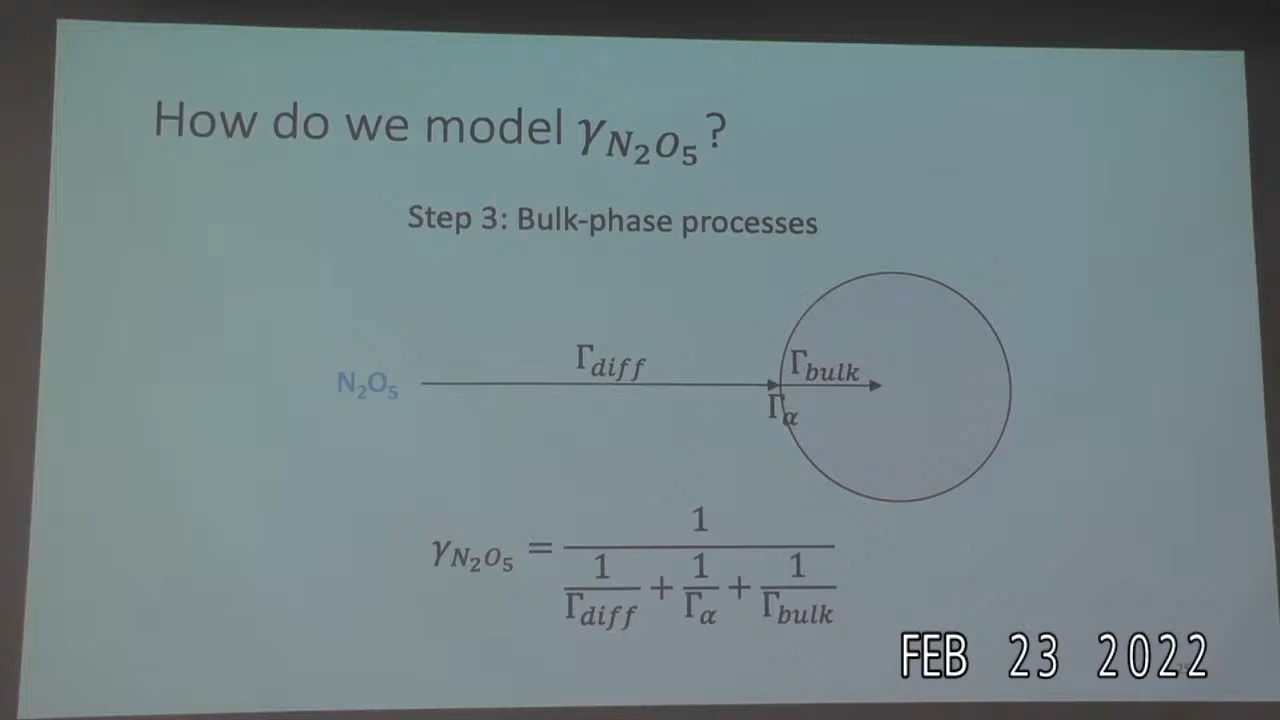 How do we model γN₂O₅?
Step 3: Bulk-phase processes
N₂O₅
Γdiff
Γbulk
Γα
γN₂O₅ = 1 / (1/Γdiff + 1/Γα + 1/Γbulk)
FEB 23 2022